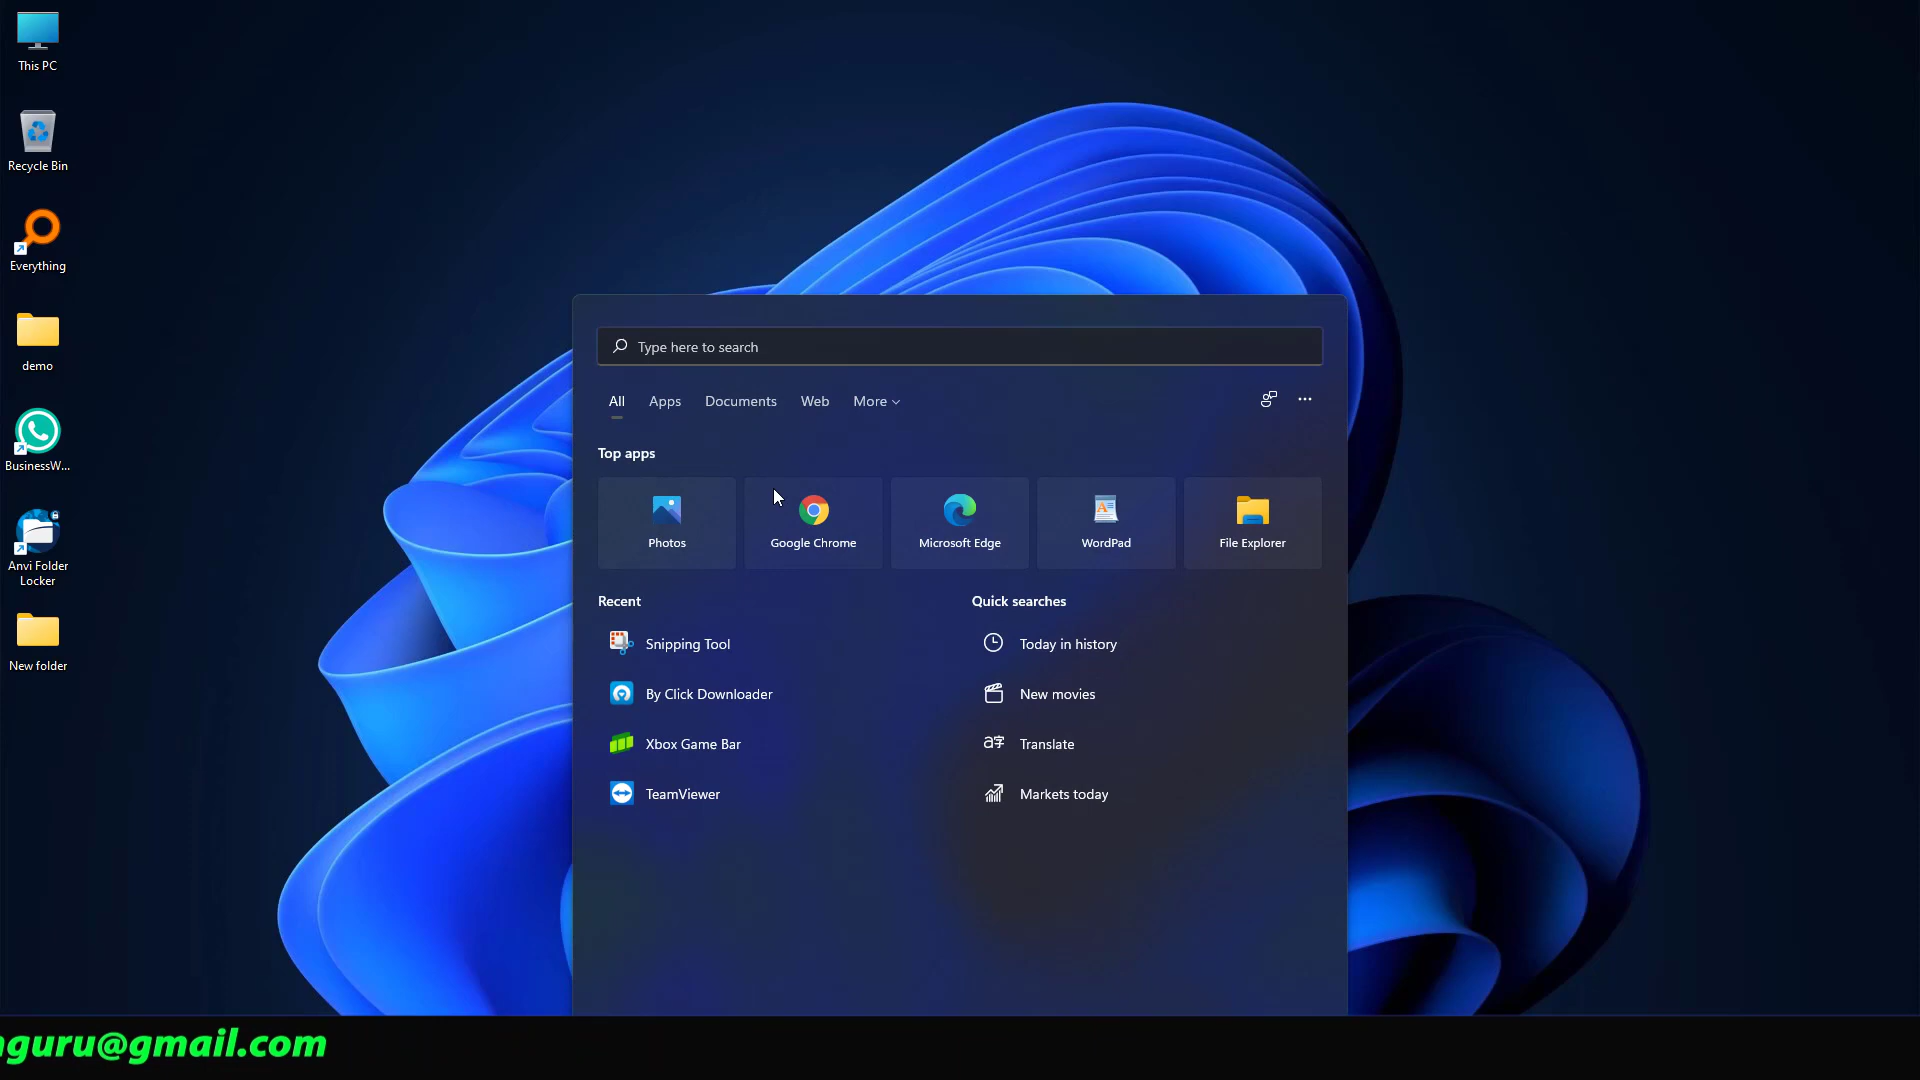 This PC
Recycle Bin
Everything
demo
BusinessW...
Anvi Folder
Locker
New folder
Type here to search
All Apps Documents Web More
Top apps
Photos Google Chrome Microsoft Edge WordPad File Explorer
Recent
Snipping Tool
By Click Downloader
Xbox Game Bar
TeamViewer
Quick searches
Today in history
New movies
Translate
Markets today
guru@gmail.com